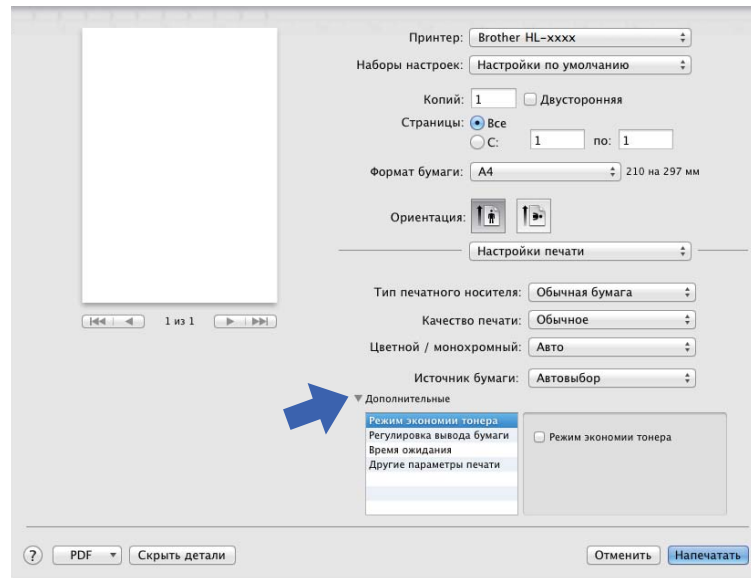 Принтер: Brother HL-xxxx
Наборы настроек: Настройки по умолчанию
Копий: 1 Двусторонняя
Страницы: Все
С: 1 по: 1
Формат бумаги: A4 210 на 297 мм
Ориентация:
Настройки печати
Тип печатного носителя: Обычная бумага
1 из 1
Качество печати: Обычное
Цветной / монохромный: Авто
Источник бумаги: Автовыбор
Дополнительные
Режим экономии тонера
Регулировка вывода бумаги
Режим экономии тонера
Время ожидания
Другие параметры печати
? PDF Скрыть детали Отменить Напечатать